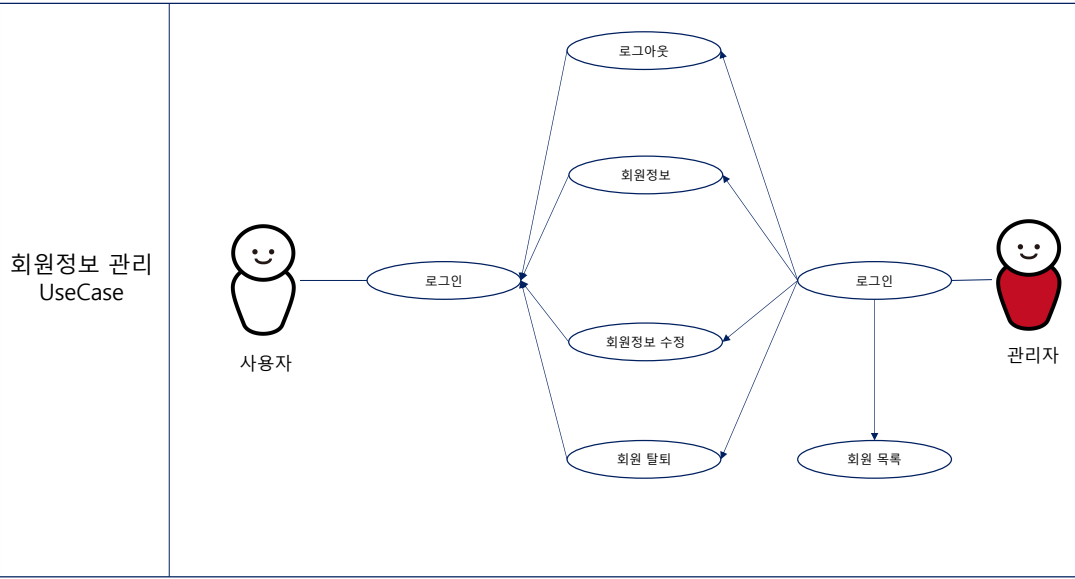 회원정보 관리
UseCase
로그아웃
회원정보
로그인
로그인
회원정보 수정
사용자
관리자
회원 탈퇴
회원 목록